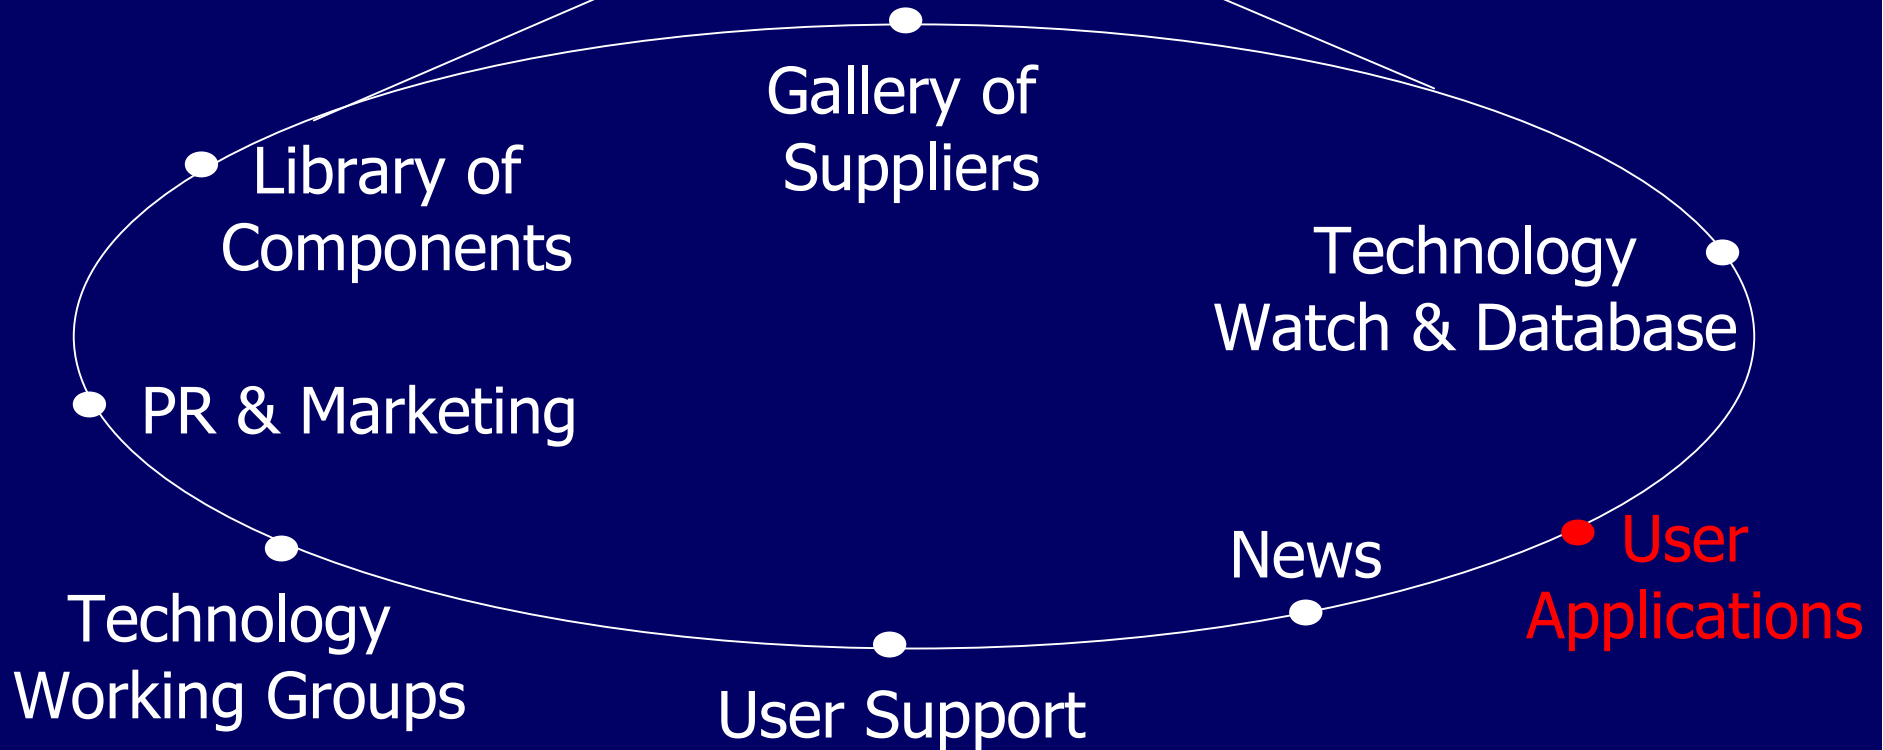 Gallery of
Suppliers
Library of
Components
Technology
Watch & Database
PR & Marketing
News
User
Applications
Technology
Working Groups
User Support